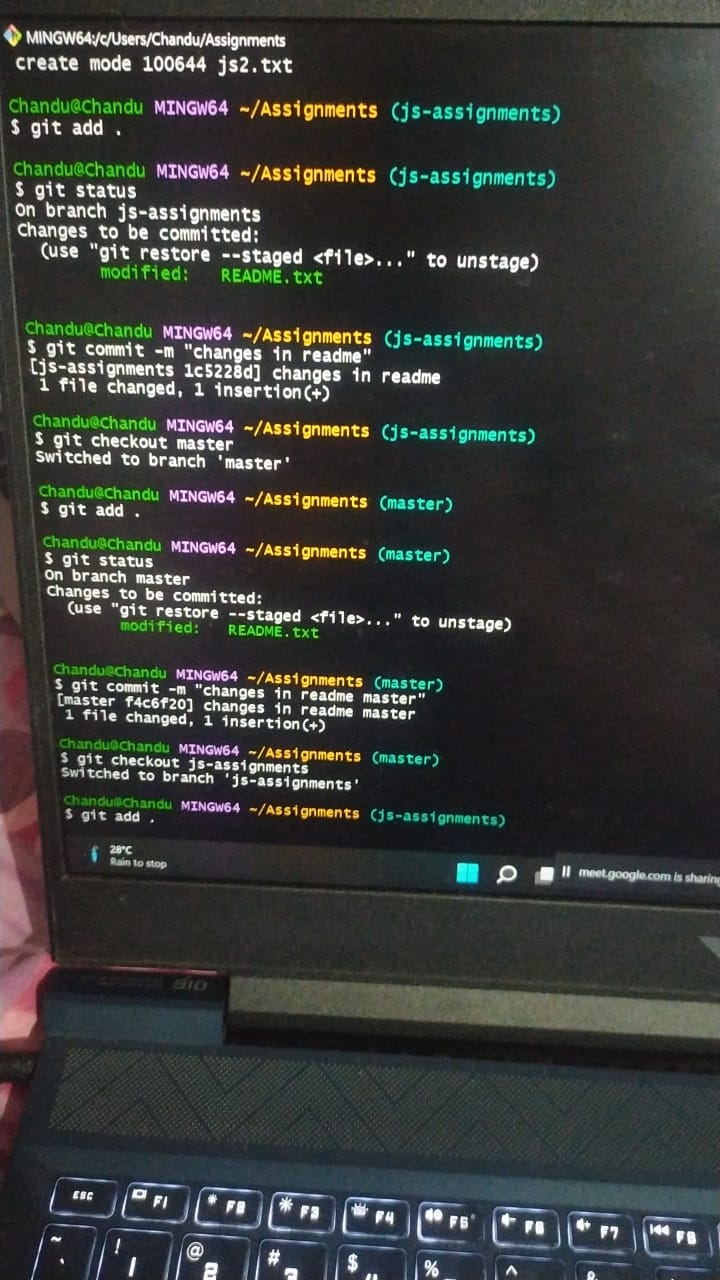 MINGW64:/c/Users/Chandu/Assignments
create mode 100644 js2.txt
Chandu@Chandu MINGW64 ~/Assignments (js-assignments)
$ git add .
Chandu@Chandu MINGW64 ~/Assignments (js-assignments)
$ git status
On branch js-assignments
Changes to be committed:
(use "git restore --staged <file>..." to unstage)
modified: README.txt
Chandu@Chandu MINGW64 ~/Assignments (js-assignments)
$ git commit -m "changes in readme"
[js-assignments 1c5228d] changes in readme
1 file changed, 1 insertion(+)
Chandu@Chandu MINGW64 ~/Assignments (js-assignments)
$ git checkout master
Switched to branch 'master'
Chandu@Chandu MINGW64 ~/Assignments (master)
$ git add .
Chandu@Chandu MINGW64 ~/Assignments (master)
$ git status
On branch master
Changes to be committed:
(use "git restore --staged <file>..." to unstage)
modified: README.txt
Chandu@Chandu MINGW64 ~/Assignments (master)
$ git commit -m "changes in readme master"
[master f4c6f20] changes in readme master
1 file changed, 1 insertion(+)
Chandu@Chandu MINGW64 ~/Assignments (master)
$ git checkout js-assignments
Switched to branch 'js-assignments'
Chandu@Chandu MINGW64 ~/Assignments (js-assignments)
$ git add .
28°C
Rain to stop
meet.google.com is sharing
ESC F1 F2 F3 F4 F5 F6 F7 F8
~ ! @ # $ % ^